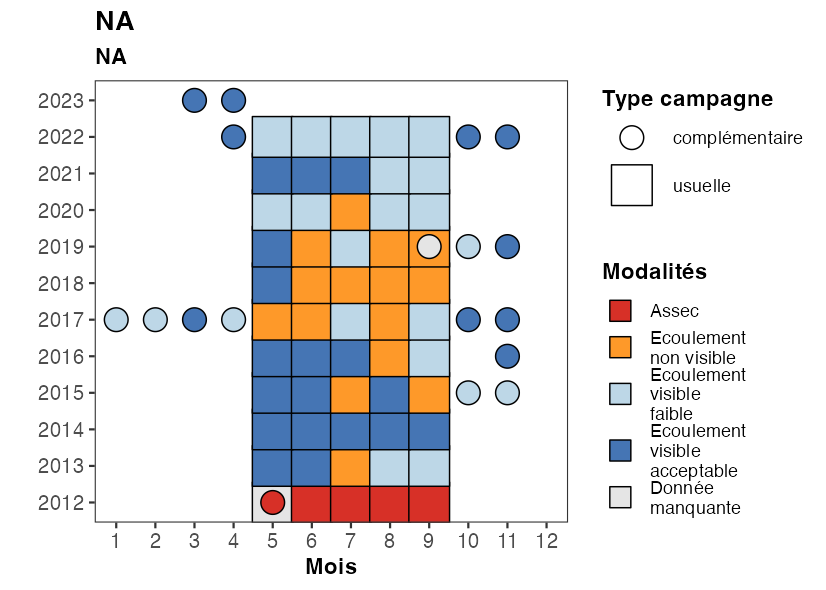 NA
NA
2023
2022
2021
2020
2019
2018
2017
2016
2015
2014
2013
2012
1 2 3 4 5 6 7 8 9 10 11 12
Mois
Type campagne
complémentaire
usuelle
Modalités
Assec
Ecoulement
non visible
Ecoulement
visible
faible
Ecoulement
visible
acceptable
Donnée
manquante